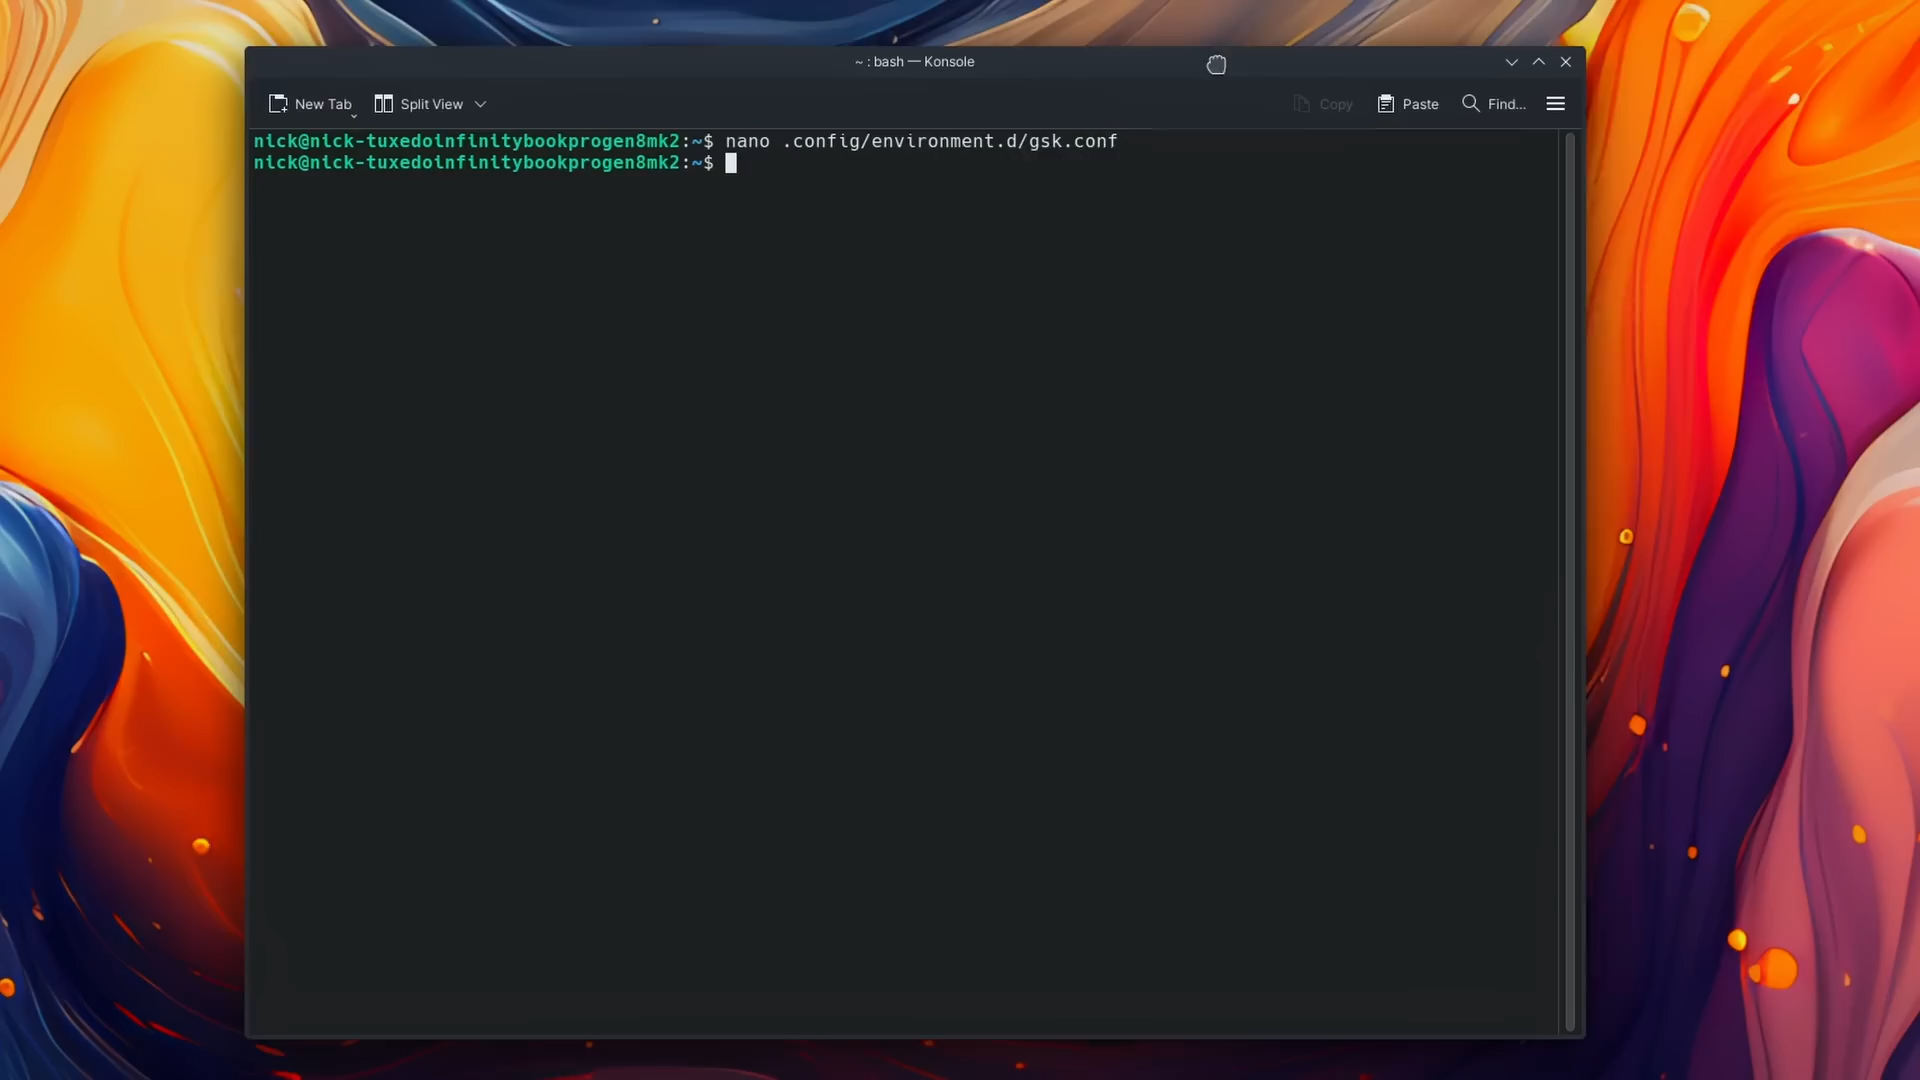 ~ : bash — Konsole
New Tab Split View Copy Paste Find...
nick@nick-tuxedoinfinitybookprogen8mk2:~$ nano .config/environment.d/gsk.conf
nick@nick-tuxedoinfinitybookprogen8mk2:~$